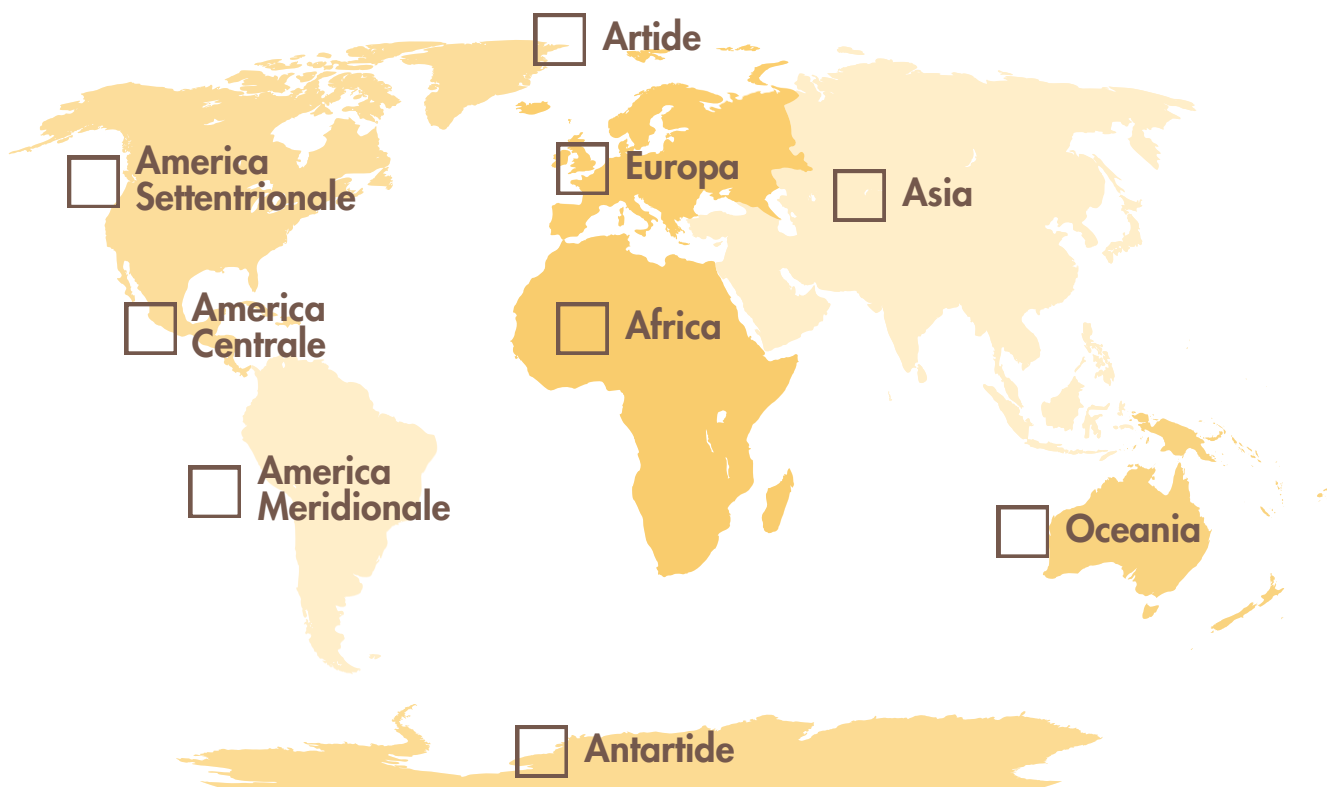 Artide
America
Settentrionale
Europa
Asia
America
Centrale
Africa
America
Meridionale
Oceania
Antartide